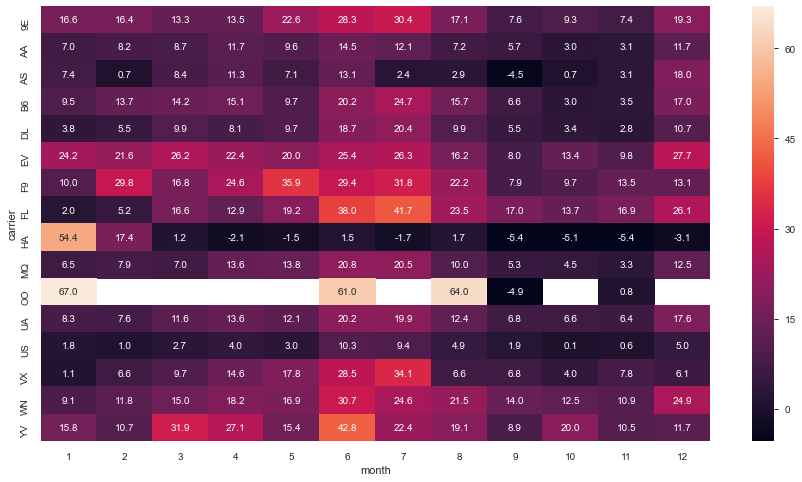 9E 16.6 16.4 13.3 13.5 22.6 28.3 30.4 17.1 7.6 9.3 7.4 19.3
AA 7.0 8.2 8.7 11.7 9.6 14.5 12.1 7.2 5.7 3.0 3.1 11.7
AS 7.4 0.7 8.4 11.3 7.1 13.1 2.4 2.9 -4.5 0.7 3.1 18.0
B6 9.5 13.7 14.2 15.1 9.7 20.2 24.7 15.7 6.6 3.0 3.5 17.0
DL 3.8 5.5 9.9 8.1 9.7 18.7 20.4 9.9 5.5 3.4 2.8 10.7
EV 24.2 21.6 26.2 22.4 20.0 25.4 26.3 16.2 8.0 13.4 9.8 27.7
F9 10.0 29.8 16.8 24.6 35.9 29.4 31.8 22.2 7.9 9.7 13.5 13.1
FL 2.0 5.2 16.6 12.9 19.2 38.0 41.7 23.5 17.0 13.7 16.9 26.1
carrier
HA 54.4 17.4 1.2 -2.1 -1.5 1.5 -1.7 1.7 -5.4 -5.1 -5.4 -3.1
MQ 6.5 7.9 7.0 13.6 13.8 20.8 20.5 10.0 5.3 4.5 3.3 12.5
OO 67.0 61.0 64.0 -4.9 0.8
UA 8.3 7.6 11.6 13.6 12.1 20.2 19.9 12.4 6.8 6.6 6.4 17.6
US 1.8 1.0 2.7 4.0 3.0 10.3 9.4 4.9 1.9 0.1 0.6 5.0
VX 1.1 6.6 9.7 14.6 17.8 28.5 34.1 6.6 6.8 4.0 7.8 6.1
WN 9.1 11.8 15.0 18.2 16.9 30.7 24.6 21.5 14.0 12.5 10.9 24.9
YV 15.8 10.7 31.9 27.1 15.4 42.8 22.4 19.1 8.9 20.0 10.5 11.7
1 2 3 4 5 6 7 8 9 10 11 12
month
60
45
30
15
0